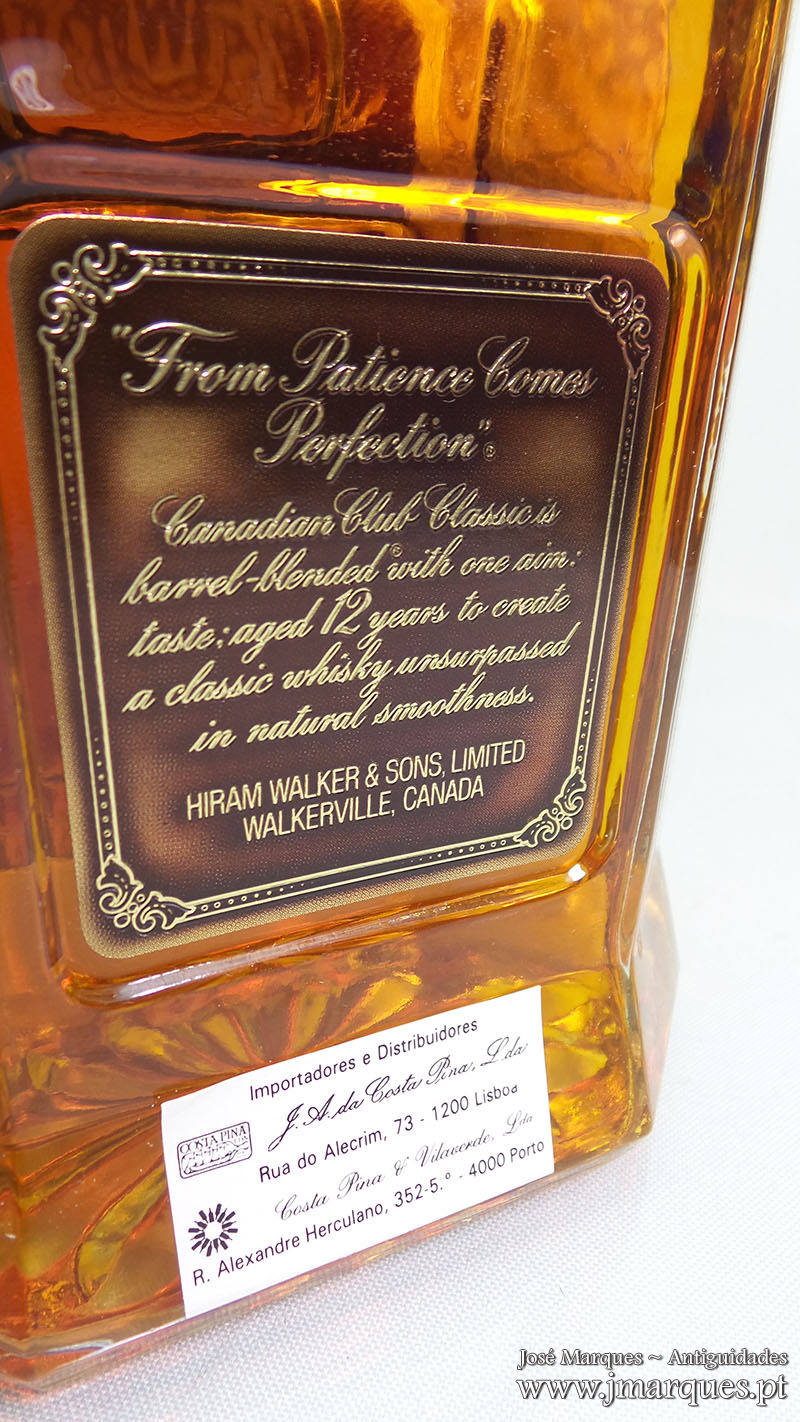 "From Patience Comes
Perfection"®
Canadian Club Classic is
barrel-blended® with one aim:
taste; aged 12 years to create
a classic whisky unsurpassed
in natural smoothness.
HIRAM WALKER & SONS, LIMITED
WALKERVILLE, CANADA
Importadores e Distribuidores
J. A. da Costa Pina, Lda
COSTA PINA
Rua do Alecrim, 73 - 1200 Lisboa
Costa Pina & Vilaverde, Lda
R. Alexandre Herculano, 352-5.° - 4000 Porto
José Marques ~ Antiguidades
www.jmarques.pt